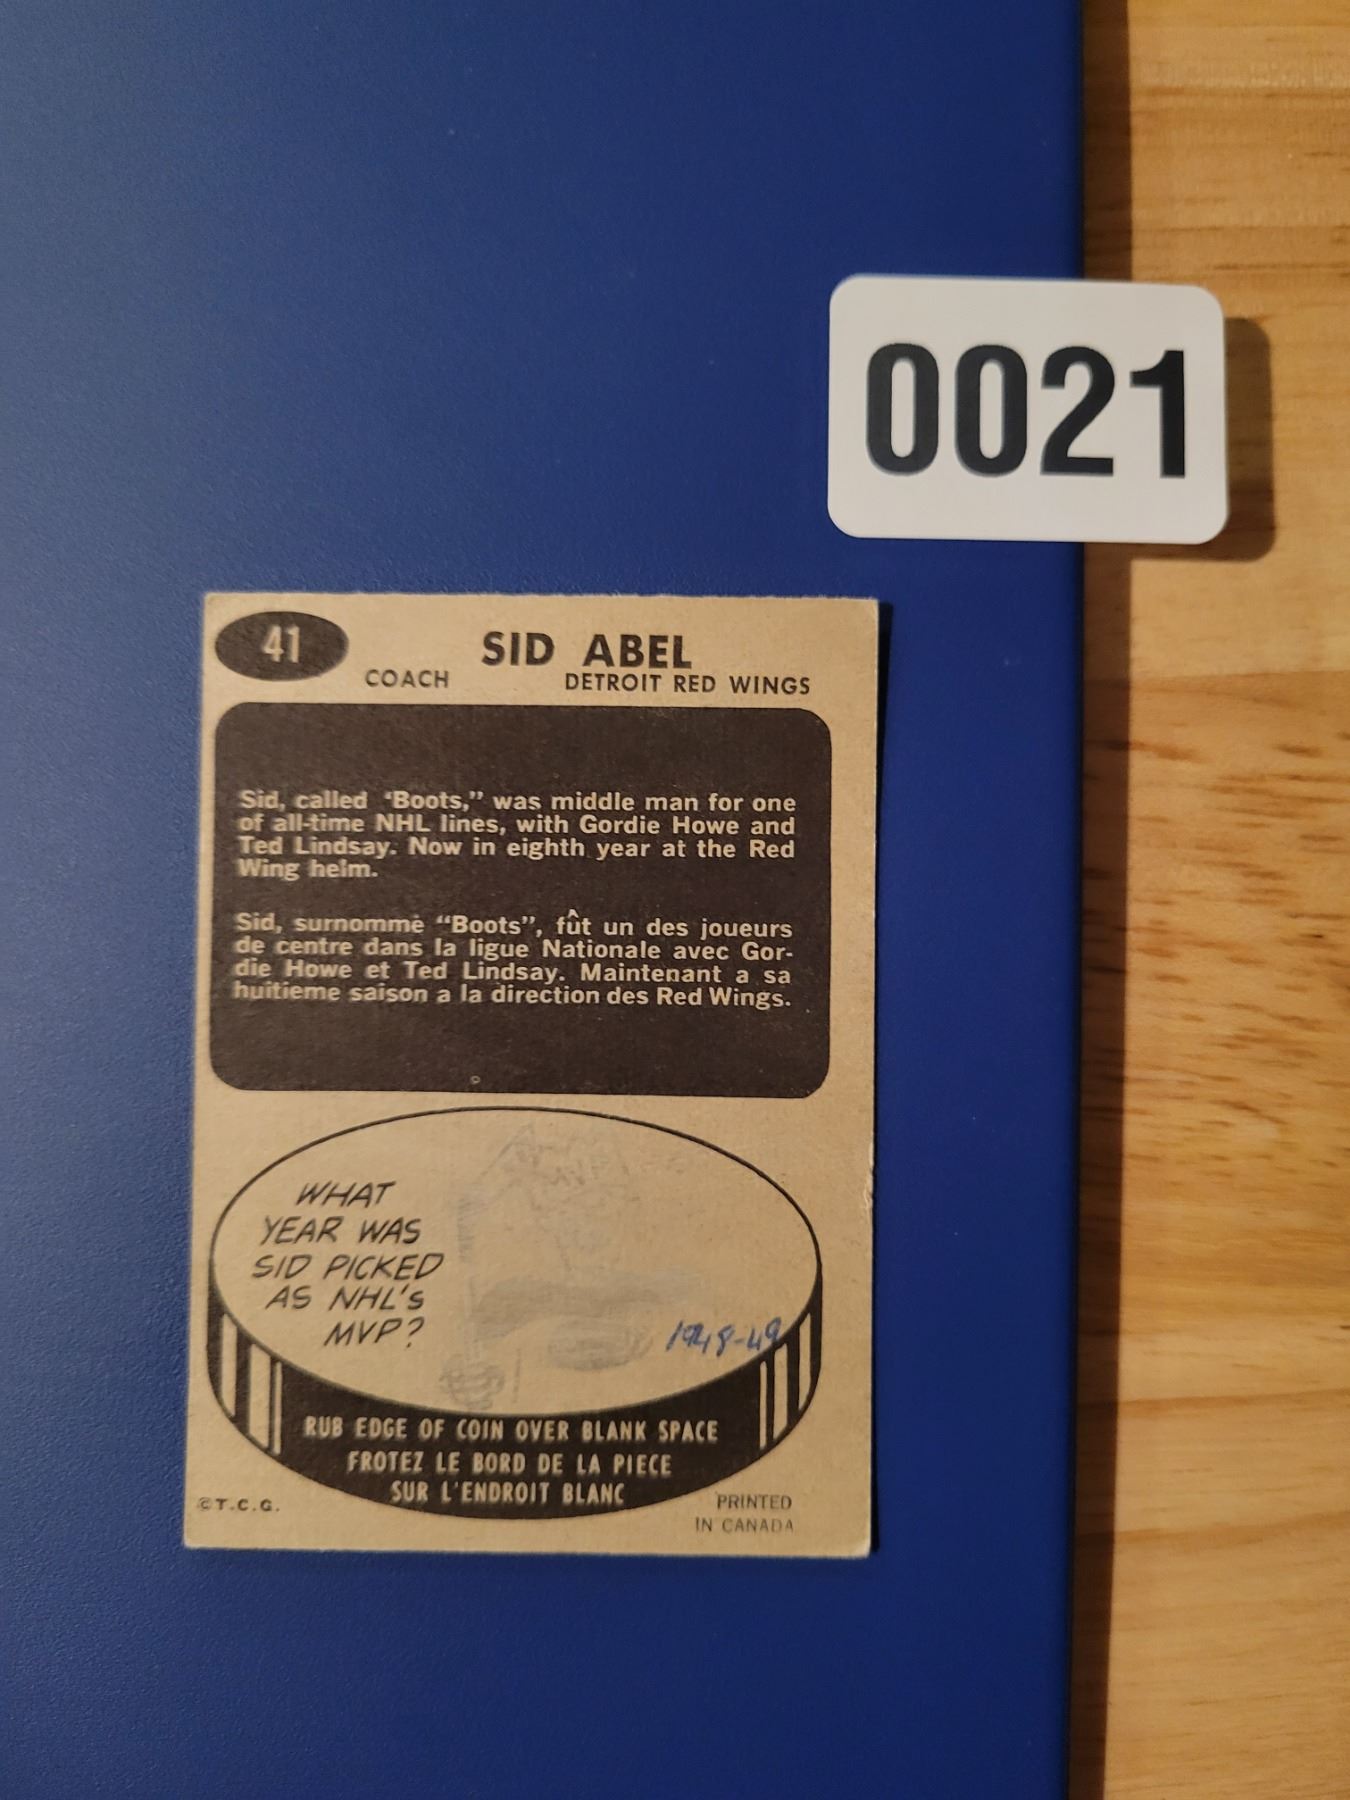 0021
41
SID ABEL
COACH DETROIT RED WINGS
Sid, called 'Boots," was middle man for one
of all-time NHL lines, with Gordie Howe and
Ted Lindsay. Now in eighth year at the Red
Wing helm.
Sid, surnommé "Boots", fût un des joueurs
de centre dans la ligue Nationale avec Gor-
die Howe et Ted Lindsay. Maintenant a sa
huitieme saison a la direction des Red Wings.
WHAT
YEAR WAS
SID PICKED
AS NHL'S
MVP?
1948-49
RUB EDGE OF COIN OVER BLANK SPACE
FROTEZ LE BORD DE LA PIECE
SUR L'ENDROIT BLANC
©T.C.G.
PRINTED
IN CANADA